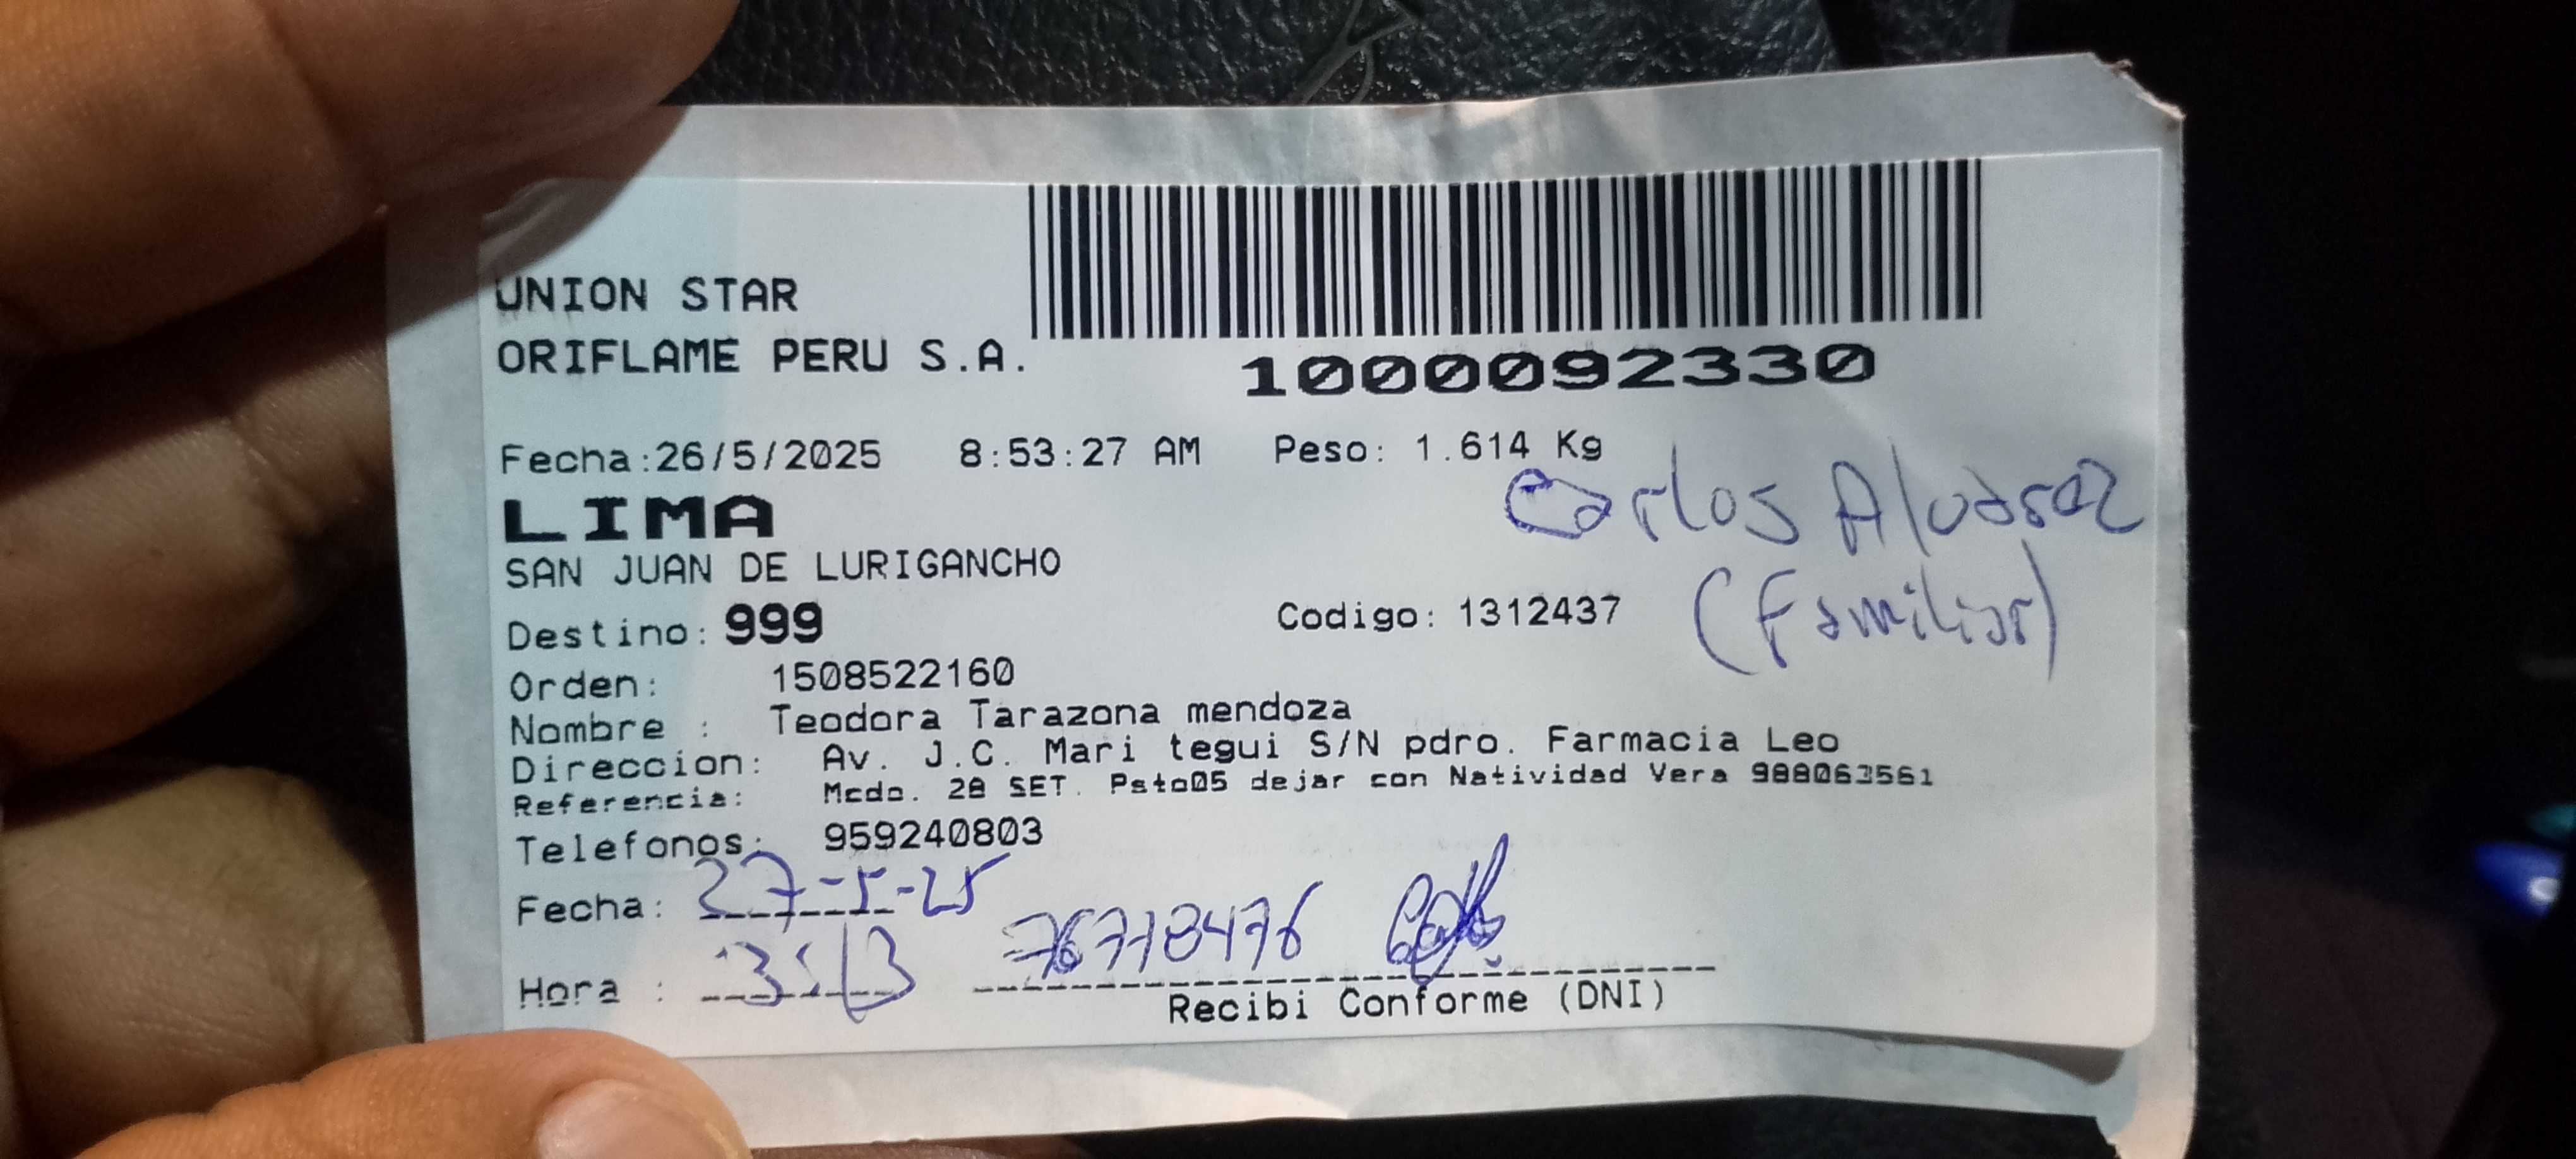 UNION STAR
ORIFLAME PERU S.A.
1000092330
Fecha:26/5/2025 8:53:27 AM Peso: 1.614 Kg
LIMA
Carlos Alvarez
SAN JUAN DE LURIGANCHO
(Familiar)
Destino: 999 Codigo: 1312437
Orden: 1508522160
Nombre : Teodora Tarazona mendoza
Direccion: Av. J.C. Mari tegui S/N pdro. Farmacia Leo
Referencia: Mcdo. 28 SET. Psto05 dejar con Natividad Vera 988063561
Telefonos: 959240803
Fecha: 27-5-25
Hora : 76718476
Recibi Conforme (DNI)